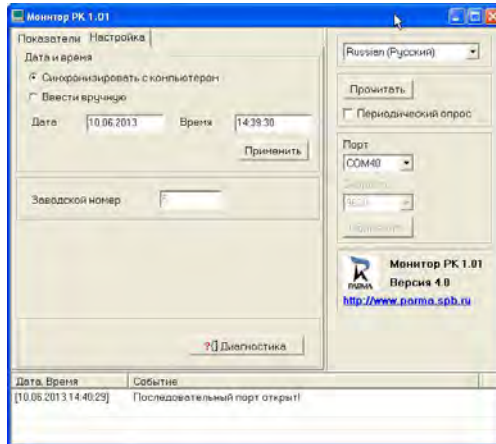 Монитор РК 1.01
Показатели Настройка
Дата и время
Синхронизировать с компьютером
Ввести вручную
Дата 10.06.2013 Время 14:39:30
Применить
Заводской номер
Диагностика
Russian (Русский)
Прочитать
Периодический опрос
Порт
COM40
PARMA
Монитор РК 1.01
Версия 4.0
http://www.parma.spb.ru
Дата, Время Событие
[10.06.2013 14:40:29] Последовательный порт открыт!